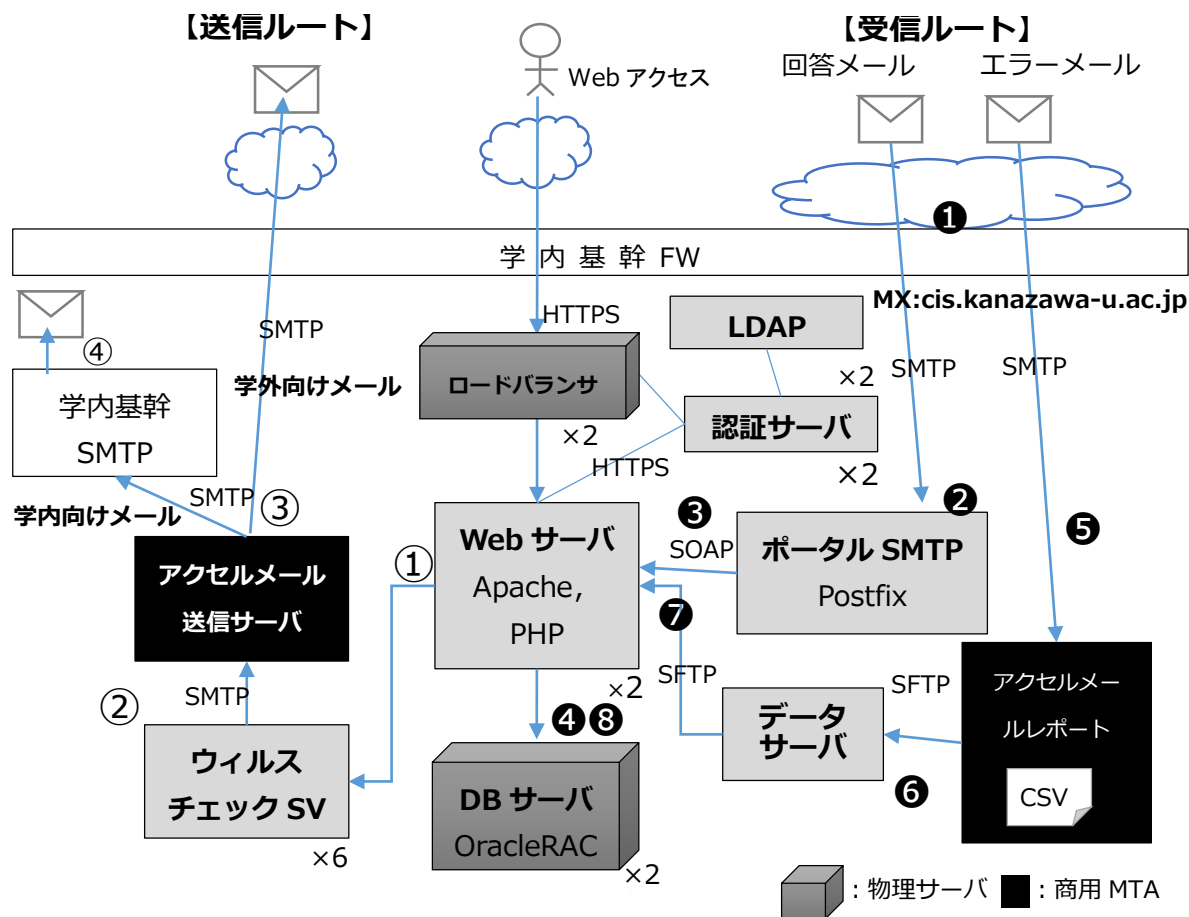 【送信ルート】
【受信ルート】
Web アクセス
回答メール
エラーメール
❶
学 内 基 幹 FW
MX:cis.kanazawa-u.ac.jp
SMTP
HTTPS
LDAP
×2
SMTP
SMTP
④
学外向けメール
ロードバランサ
×2
認証サーバ
×2
学内基幹
SMTP
HTTPS
SMTP
学内向けメール
③
①
Web サーバ
Apache,
PHP
×2
❸
SOAP
❷
ポータル SMTP
Postfix
❺
アクセルメール
送信サーバ
❼
SFTP
SMTP
②
ウィルス
チェック SV
×6
❹ ❽
DB サーバ
OracleRAC
×2
データ
サーバ
SFTP
❻
アクセルメー
ルレポート
CSV
: 物理サーバ
: 商用 MTA